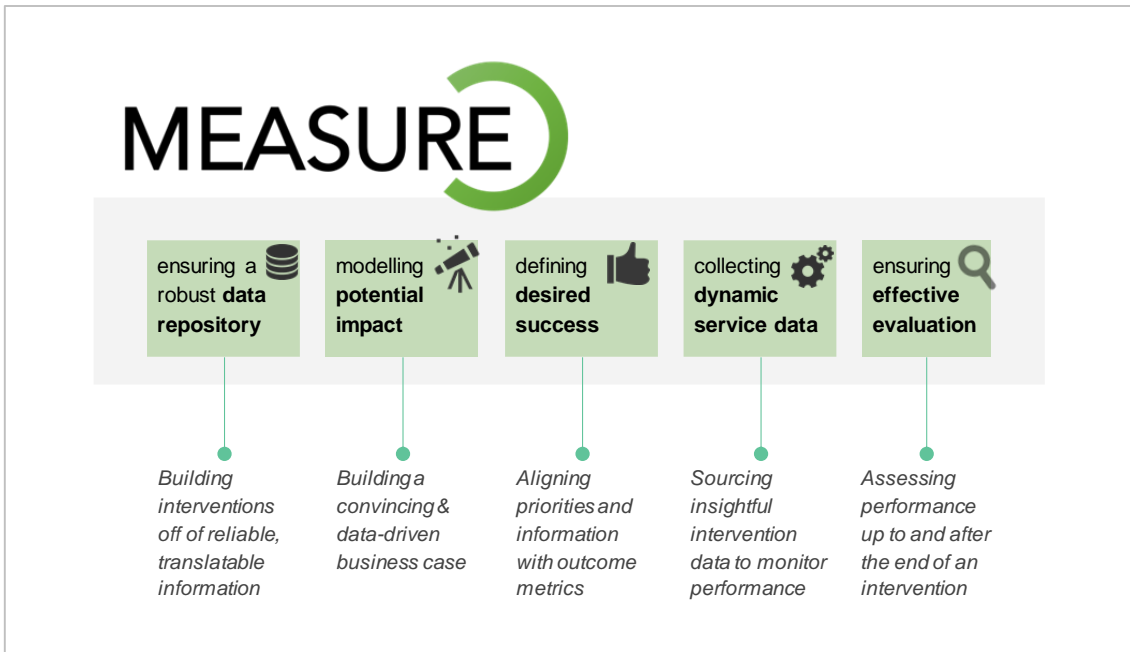 MEASURE
ensuring a
robust data
repository
modelling
potential
impact
defining
desired
success
collecting
dynamic
service data
ensuring
effective
evaluation
Building
interventions
off of reliable,
translatable
information
Building a
convincing &
data-driven
business case
Aligning
priorities and
information
with outcome
metrics
Sourcing
insightful
intervention
data to monitor
performance
Assessing
performance
up to and after
the end of an
intervention